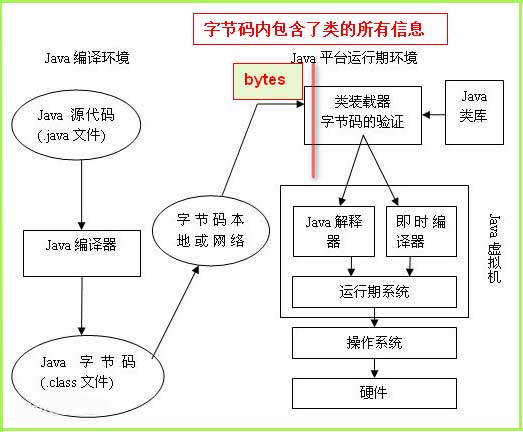 字节码内包含了类的所有信息
Java 编译环境
Java 平台运行期环境
bytes
Java 源代码
(.java 文件)
类装载器
字节码的验证
Java
类库
字节码本
地或网络
Java 解释
器
即时编
译器
Java 虚拟机
Java 编译器
运行期系统
操作系统
Java 字节码
(.class 文件)
硬件